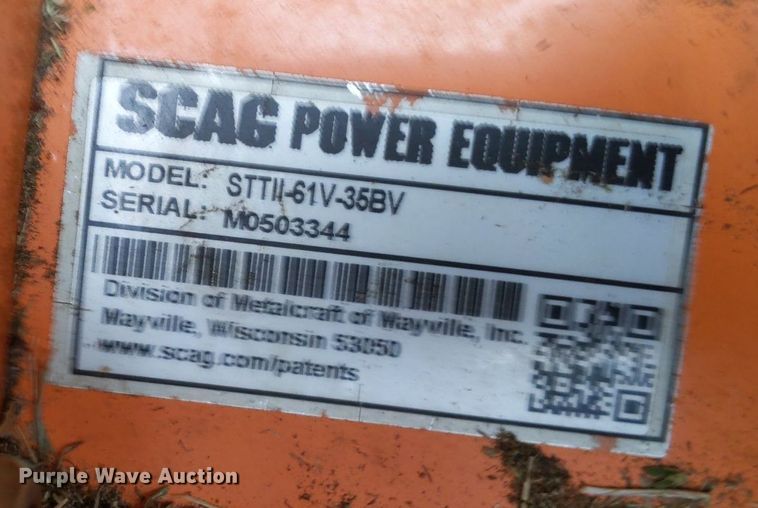 SCAG POWER EQUIPMENT
MODEL: STTII-61V-35BV
SERIAL: M0503344
Division of Metalcraft of Mayville, Inc.
Mayville, Wisconsin 53050
www.scag.com/patents
Purple Wave Auction